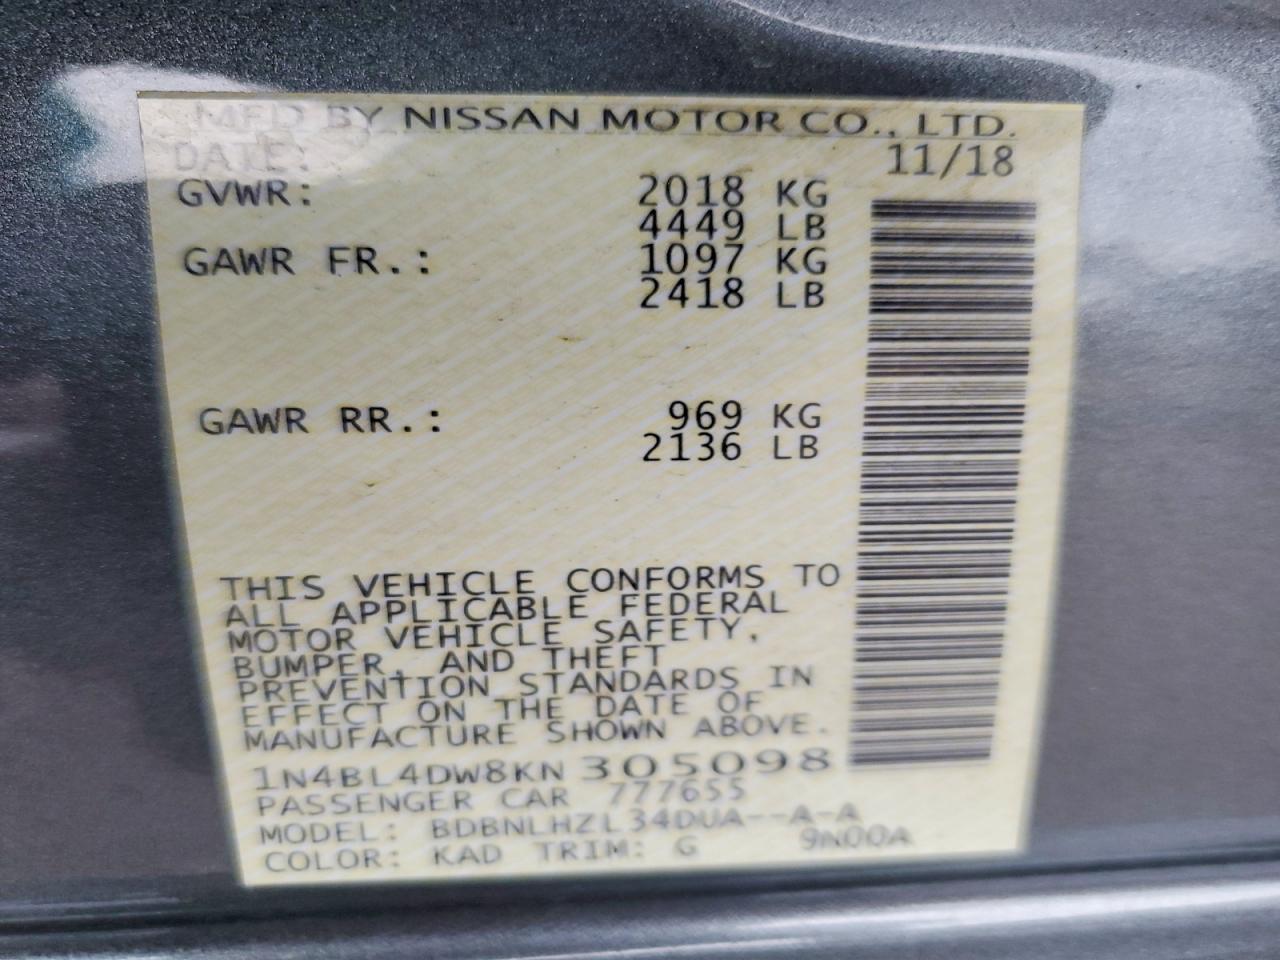 MFD BY NISSAN MOTOR CO., LTD.
DATE: 11/18
GVWR: 2018 KG
4449 LB
GAWR FR.: 1097 KG
2418 LB
GAWR RR.: 969 KG
2136 LB
THIS VEHICLE CONFORMS TO
ALL APPLICABLE FEDERAL
MOTOR VEHICLE SAFETY,
BUMPER, AND THEFT
PREVENTION STANDARDS IN
EFFECT ON THE DATE OF
MANUFACTURE SHOWN ABOVE.
1N4BL4DW8KN305098
PASSENGER CAR 777655
MODEL: BDBNLHZL34DUA--A-A
COLOR: KAD TRIM: G 9N00A